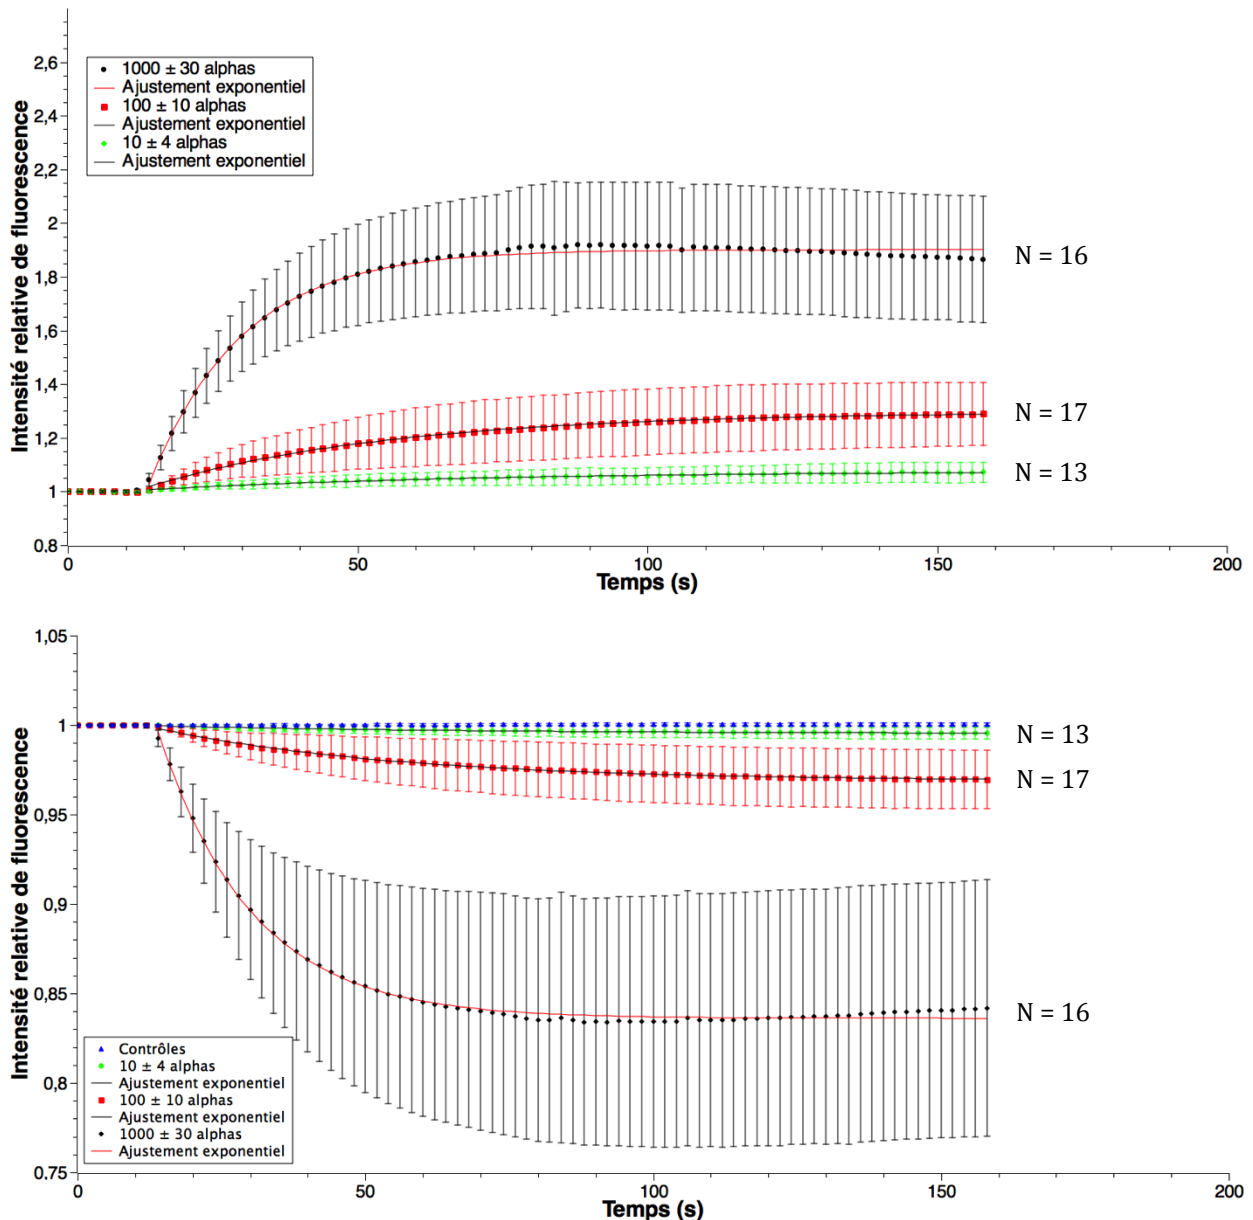 2,6
2,4
2,2
2
1,8
1,6
1,4
1,2
1
0.8
Intensité relative de fluorescence
1000 ± 30 alphas
Ajustement exponentiel
100 ± 10 alphas
Ajustement exponentiel
10 ± 4 alphas
Ajustement exponentiel
N = 16
N = 17
N = 13
0 50 100 150 200
Temps (s)
1,05
1
0,95
0,9
0,85
0,8
0,75
Intensité relative de fluorescence
N = 13
N = 17
N = 16
Contrôles
10 ± 4 alphas
Ajustement exponentiel
100 ± 10 alphas
Ajustement exponentiel
1000 ± 30 alphas
Ajustement exponentiel
0 50 100 150 200
Temps (s)